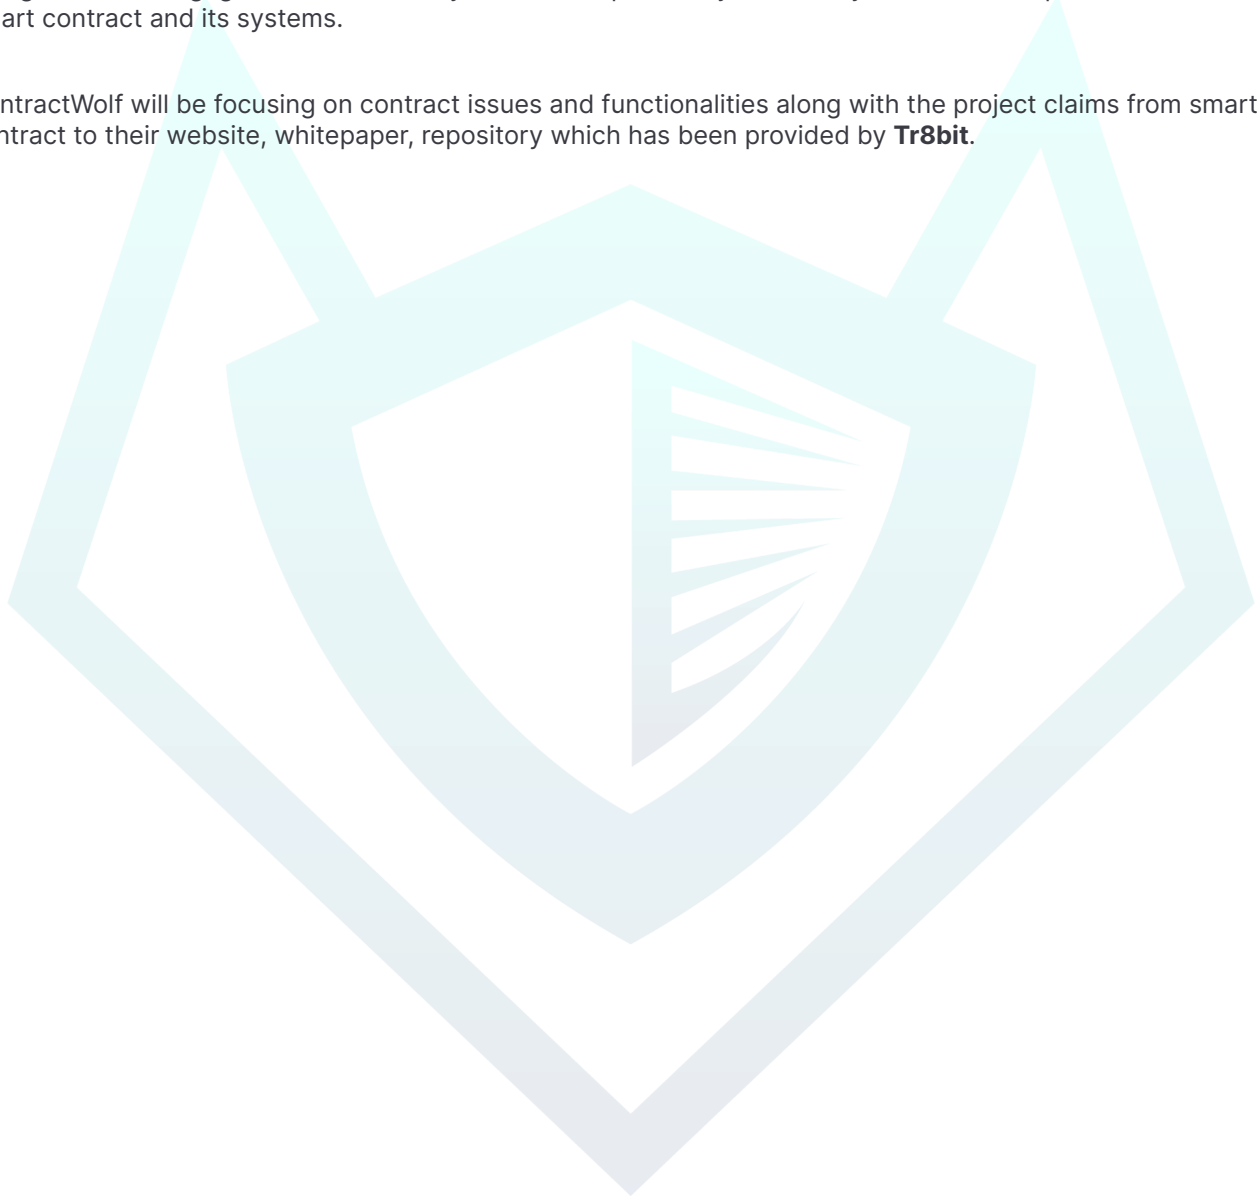 art contract and its systems.
ntractWolf will be focusing on contract issues and functionalities along with the project claims from smart
ntract to their website, whitepaper, repository which has been provided by Tr8bit.